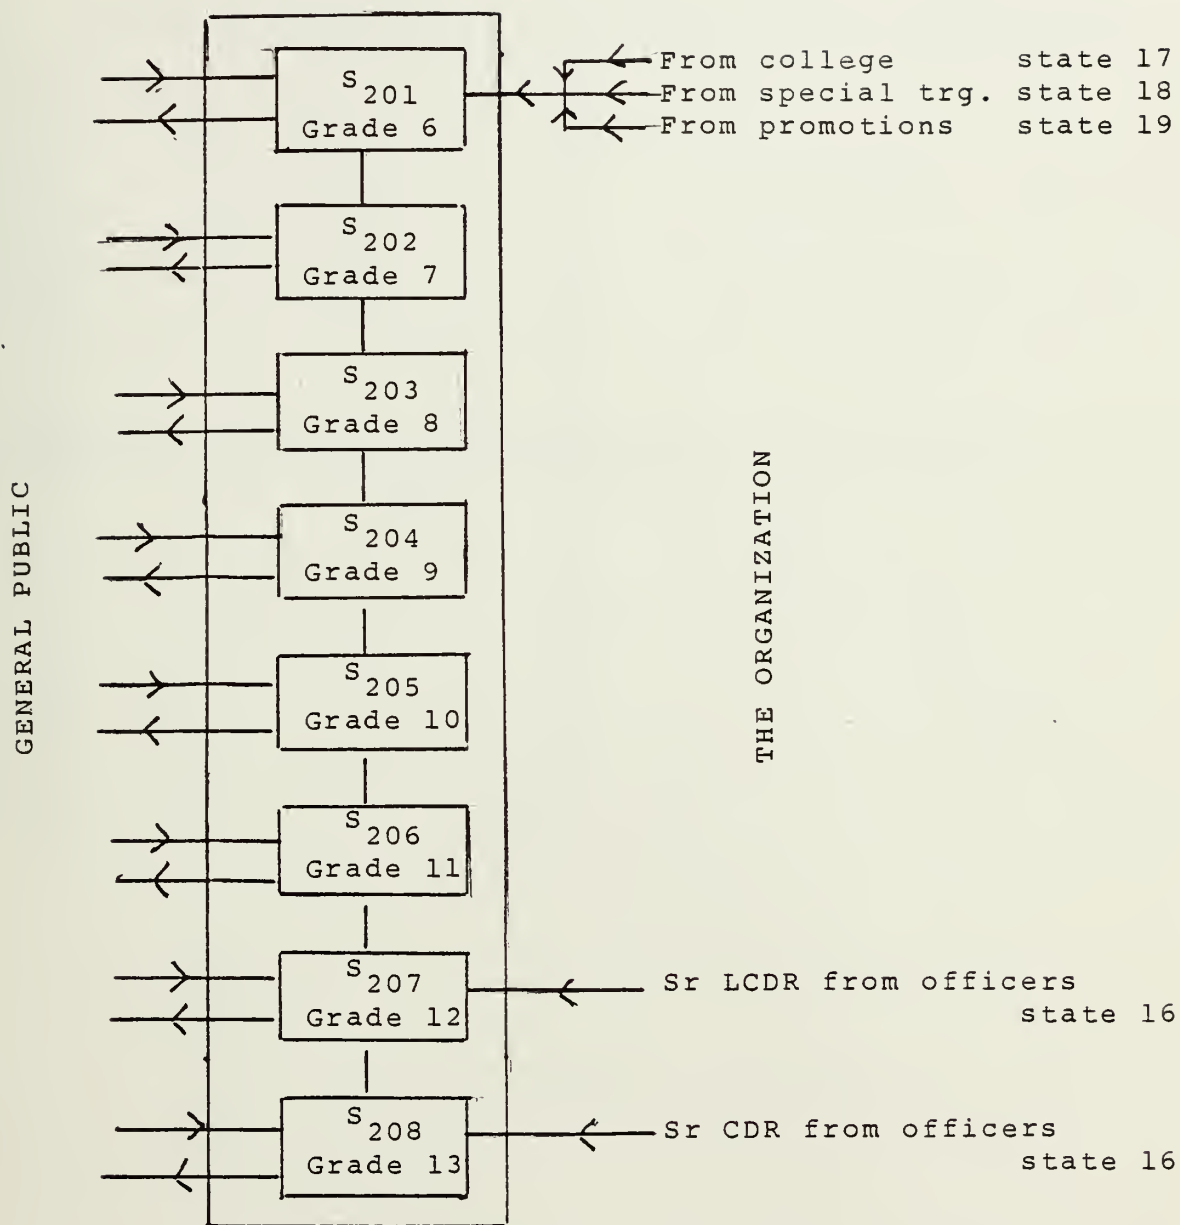 S201
Grade 6
From college state 17
From special trg. state 18
From promotions state 19
S202
Grade 7
S203
Grade 8
S204
Grade 9
S205
Grade 10
S206
Grade 11
S207
Grade 12
Sr LCDR from officers
state 16
S208
Grade 13
Sr CDR from officers
state 16
GENERAL PUBLIC
THE ORGANIZATION